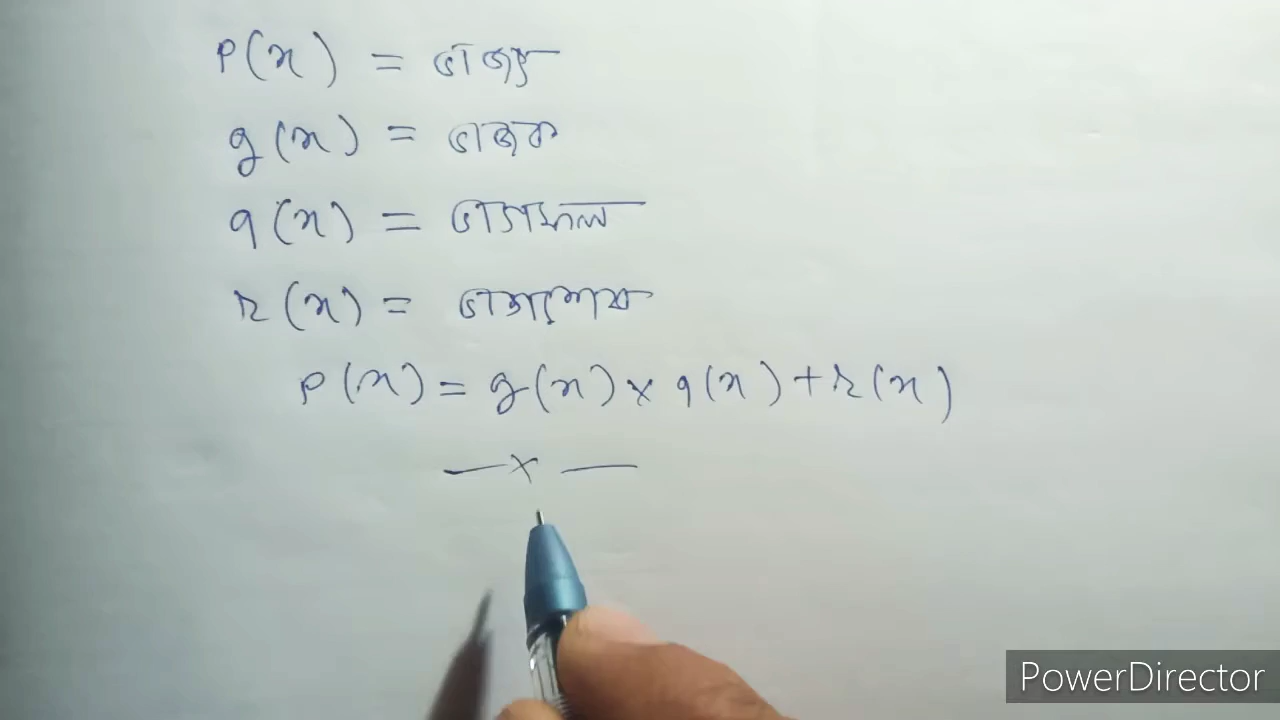 P(x) = ভাজ্য
g(x) = ভাজক
q(x) = ভাগফল
r(x) = ভাগশেষ
P(x) = g(x) × q(x) + r(x)
— × —
PowerDirector